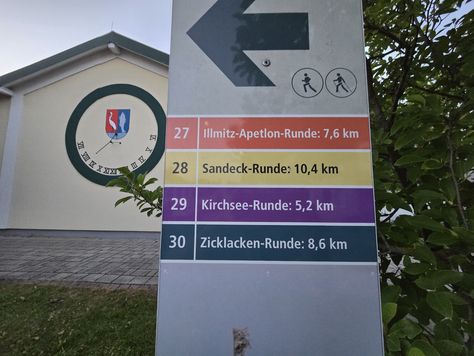 27 Illmitz-Apetlon-Runde: 7,6 km
28 Sandeck-Runde: 10,4 km
29 Kirchsee-Runde: 5,2 km
30 Zicklacken-Runde: 8,6 km